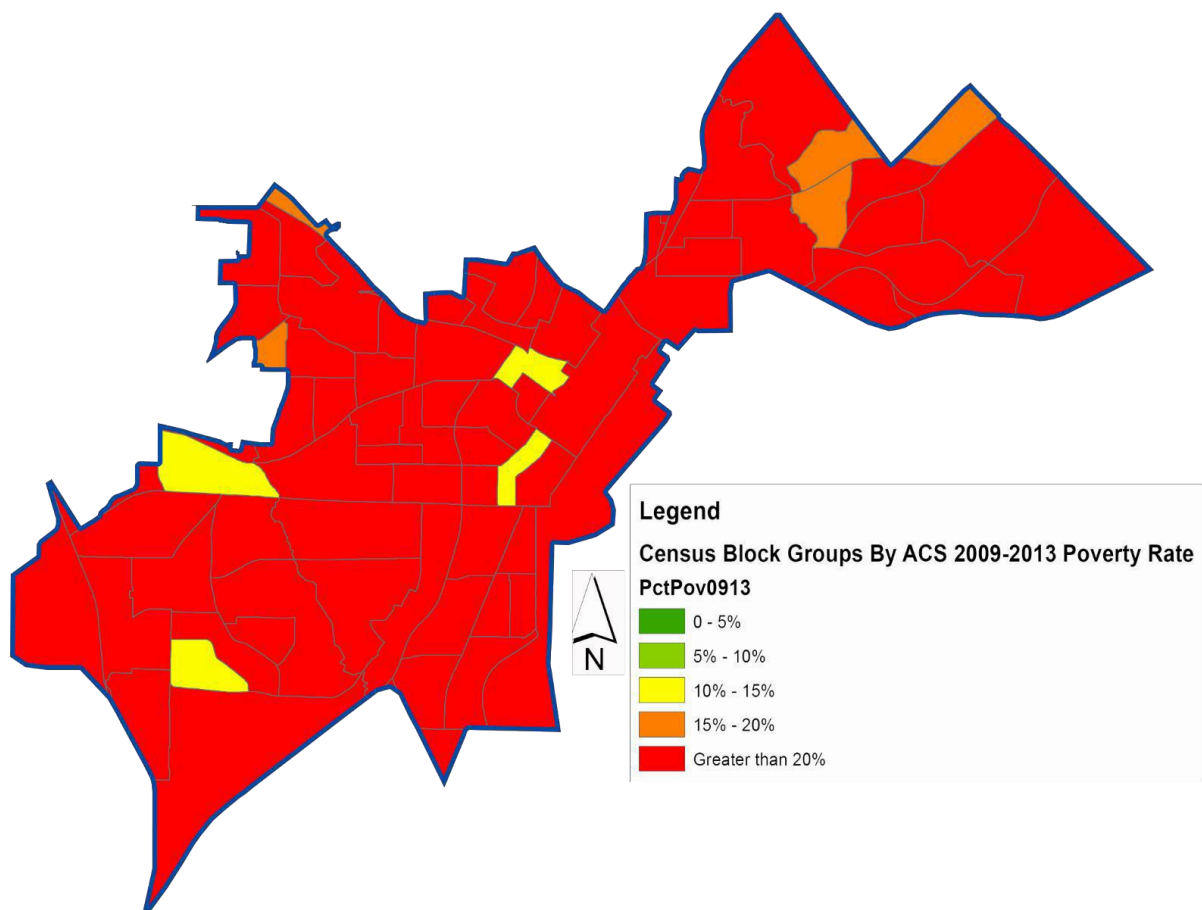 Legend
Census Block Groups By ACS 2009-2013 Poverty Rate
PctPov0913
0 - 5%
5% - 10%
10% - 15%
15% - 20%
Greater than 20%
N